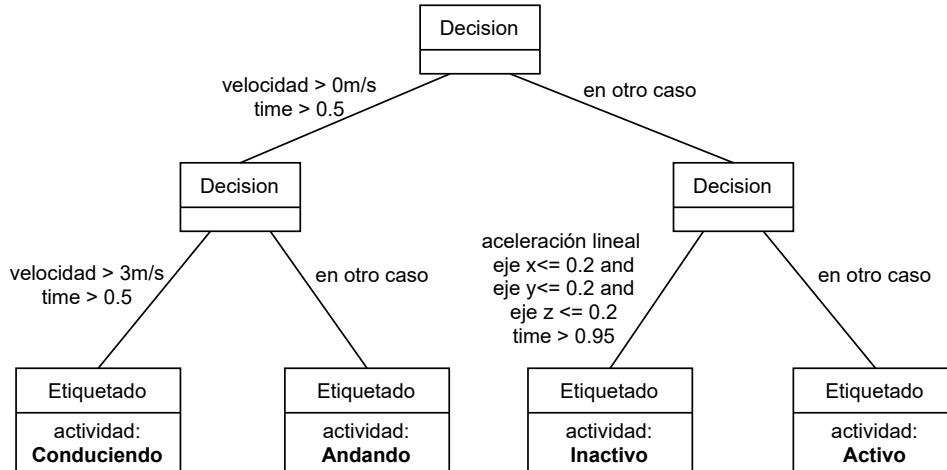 Decision
velocidad > 0m/s
time > 0.5
en otro caso
Decision
Decision
velocidad > 3m/s
time > 0.5
en otro caso
aceleración lineal
eje x<= 0.2 and
eje y<= 0.2 and
eje z <= 0.2
time > 0.95
en otro caso
Etiquetado
actividad:
Conduciendo
Etiquetado
actividad:
Andando
Etiquetado
actividad:
Inactivo
Etiquetado
actividad:
Activo